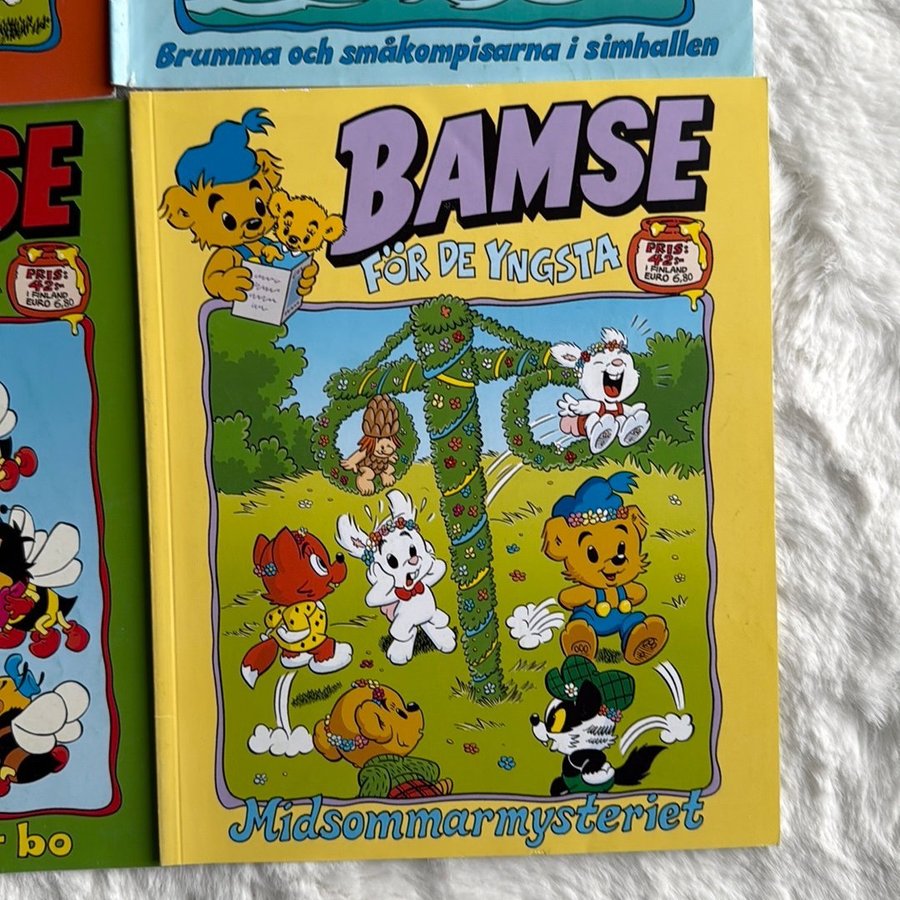 Brumma och småkompisarna i simhallen
BAMSE
FÖR DE YNGSTA
PRIS:
42:-
I FINLAND
EURO 6,80
Midsommarmysteriet
SE
PRIS:
42:-
I FINLAND
EURO 6,80
bo